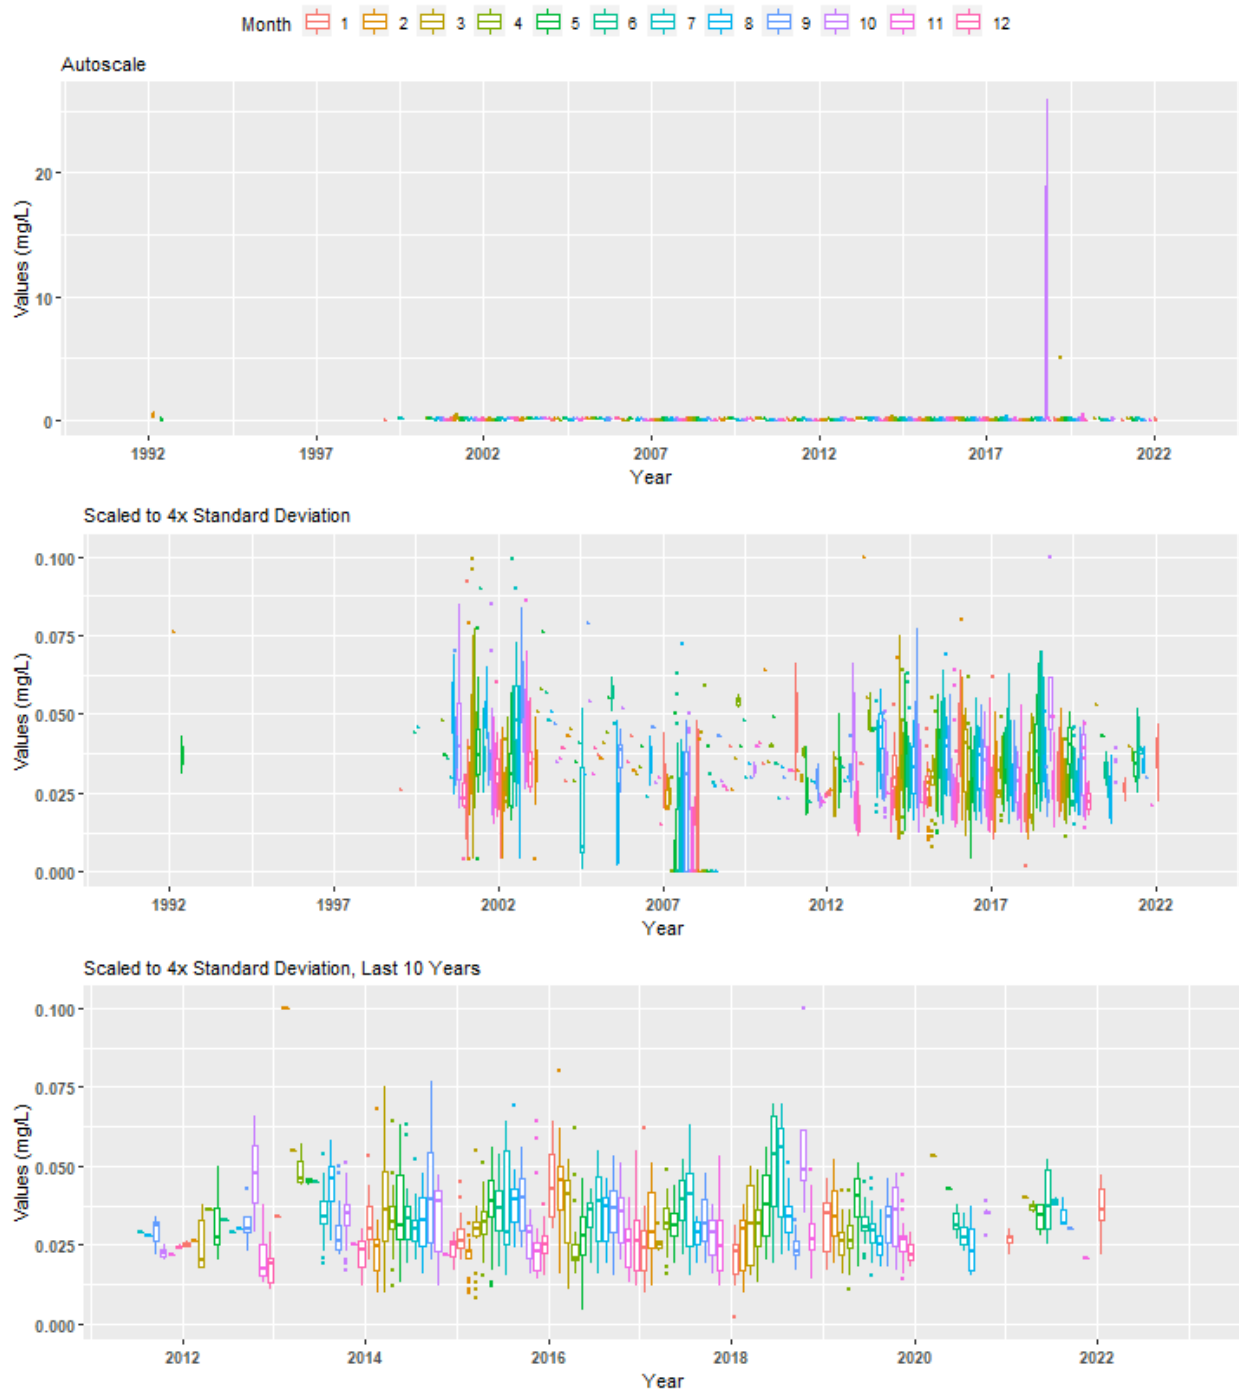 Month 1 2 3 4 5 6 7 8 9 10 11 12
Autoscale
Values (mg/L)
20
10
0
1992 1997 2002 2007 2012 2017 2022
Year
Scaled to 4x Standard Deviation
Values (mg/L)
0.100
0.075
0.050
0.025
0.000
1992 1997 2002 2007 2012 2017 2022
Year
Scaled to 4x Standard Deviation, Last 10 Years
Values (mg/L)
0.100
0.075
0.050
0.025
0.000
2012 2014 2016 2018 2020 2022
Year